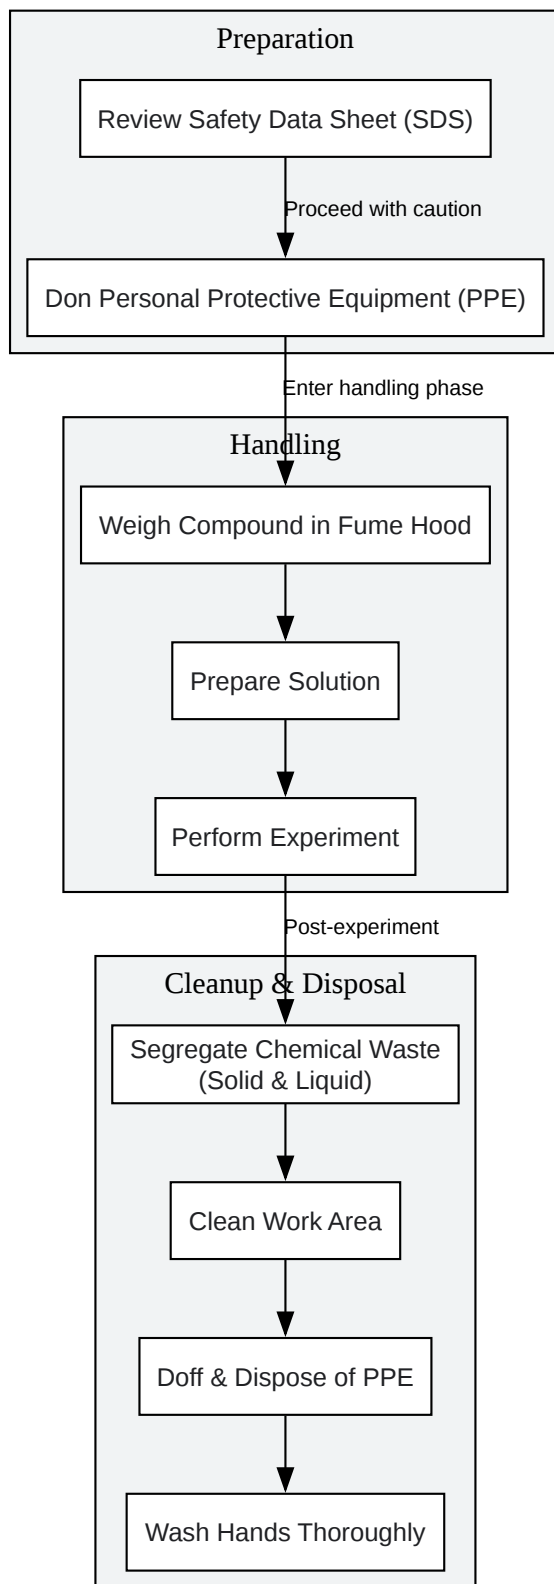 Preparation
Review Safety Data Sheet (SDS)
Proceed with caution
Don Personal Protective Equipment (PPE)
Enter handling phase
Handling
Weigh Compound in Fume Hood
Prepare Solution
Perform Experiment
Post-experiment
Cleanup & Disposal
Segregate Chemical Waste
(Solid & Liquid)
Clean Work Area
Doff & Dispose of PPE
Wash Hands Thoroughly